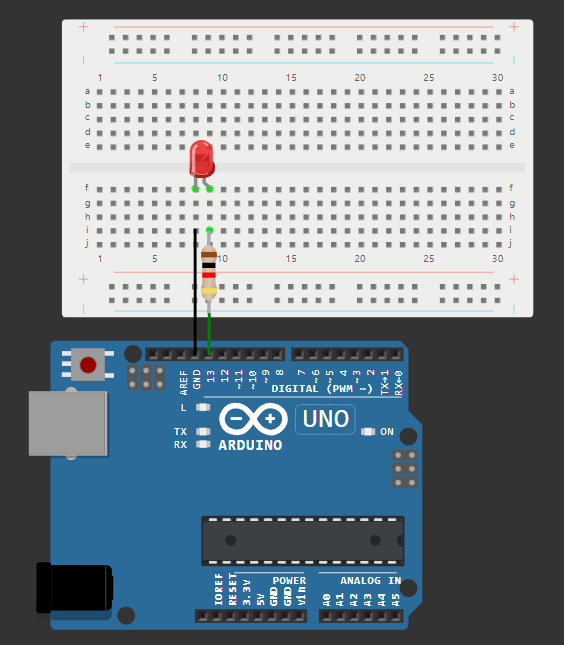 + +
| |
1 5 10 15 20 25 30
a a
b b
c c
d d
e e
f f
g g
h h
i i
j j
1 5 10 15 20 25 30
+ +
| |
AREF GND 13 12 ~11 ~10 ~9 8 7 ~6 ~5 ~4 ~3 2 TX→1 RX←0
DIGITAL (PWM ~)
L
TX
RX
UNO
ARDUINO
ON
POWER
ANALOG IN
IOREF RESET 3.3V 5V GND GND Vin A0 A1 A2 A3 A4 A5